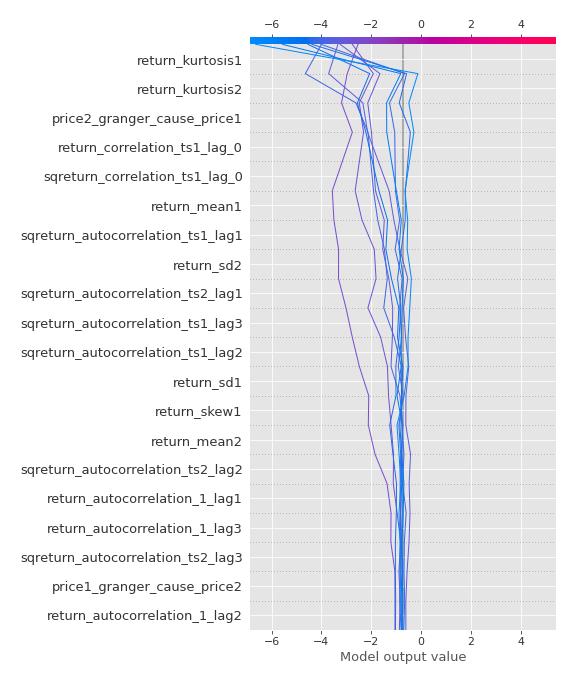 −6 −4 −2 0 2 4
return_kurtosis1
return_kurtosis2
price2_granger_cause_price1
return_correlation_ts1_lag_0
sqreturn_correlation_ts1_lag_0
return_mean1
sqreturn_autocorrelation_ts1_lag1
return_sd2
sqreturn_autocorrelation_ts2_lag1
sqreturn_autocorrelation_ts1_lag3
sqreturn_autocorrelation_ts1_lag2
return_sd1
return_skew1
return_mean2
sqreturn_autocorrelation_ts2_lag2
return_autocorrelation_1_lag1
return_autocorrelation_1_lag3
sqreturn_autocorrelation_ts2_lag3
price1_granger_cause_price2
return_autocorrelation_1_lag2
−6 −4 −2 0 2 4
Model output value